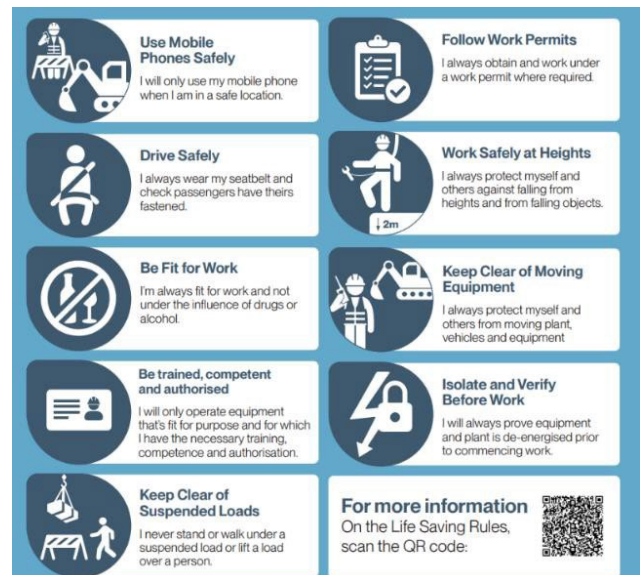 Use Mobile
Phones Safely
I will only use my mobile phone
when I am in a safe location.
Drive Safely
I always wear my seatbelt and
check passengers have theirs
fastened.
Be Fit for Work
I'm always fit for work and not
under the influence of drugs or
alcohol.
Be trained, competent
and authorised
I will only operate equipment
that's fit for purpose and for which
I have the necessary training,
competence and authorisation.
Keep Clear of
Suspended Loads
I never stand or walk under a
suspended load or lift a load
over a person.
Follow Work Permits
I always obtain and work under
a work permit where required.
Work Safely at Heights
I always protect myself and
others against falling from
heights and from falling objects.
2m
Keep Clear of Moving
Equipment
I always protect myself and
others from moving plant,
vehicles and equipment
Isolate and Verify
Before Work
I will always prove equipment
and plant is de-energised prior
to commencing work.
For more information
On the Life Saving Rules,
scan the QR code: